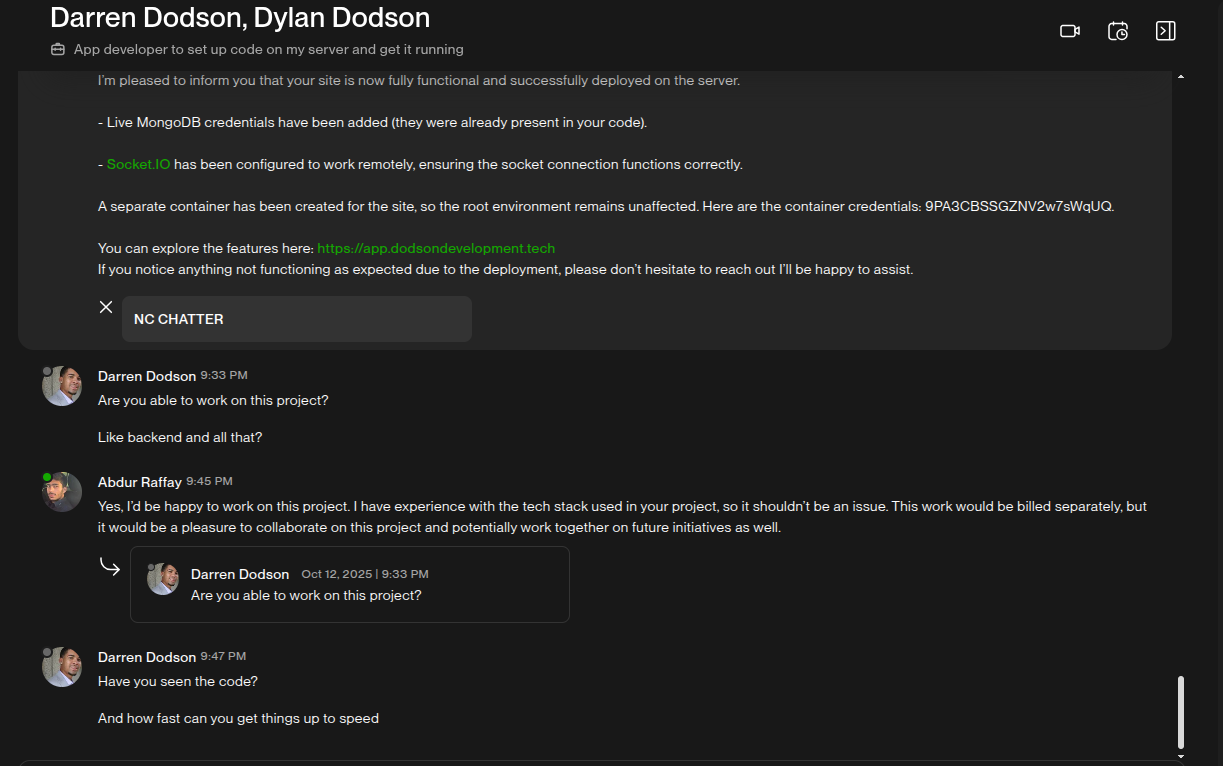 Darren Dodson, Dylan Dodson
App developer to set up code on my server and get it running
I'm pleased to inform you that your site is now fully functional and successfully deployed on the server.
- Live MongoDB credentials have been added (they were already present in your code).
- Socket.IO has been configured to work remotely, ensuring the socket connection functions correctly.
A separate container has been created for the site, so the root environment remains unaffected. Here are the container credentials: 9PA3CBSSGZNV2w7sWqUQ.
You can explore the features here: https://app.dodsondevelopment.tech
If you notice anything not functioning as expected due to the deployment, please don't hesitate to reach out I'll be happy to assist.
NC CHATTER
Darren Dodson 9:33 PM
Are you able to work on this project?
Like backend and all that?
Abdur Raffay 9:45 PM
Yes, I'd be happy to work on this project. I have experience with the tech stack used in your project, so it shouldn't be an issue. This work would be billed separately, but
it would be a pleasure to collaborate on this project and potentially work together on future initiatives as well.
Darren Dodson Oct 12, 2025 | 9:33 PM
Are you able to work on this project?
Darren Dodson 9:47 PM
Have you seen the code?
And how fast can you get things up to speed